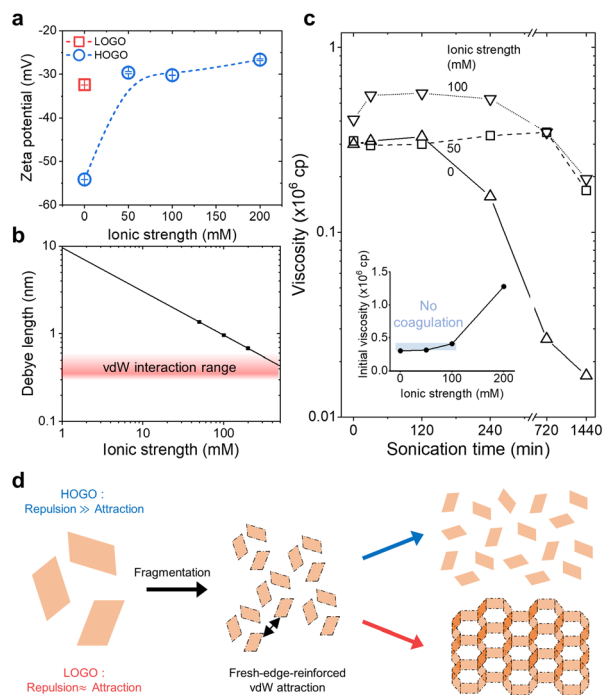 a
LOGO
HOGO
Zeta potential (mV)
-20
-30
-40
-50
-60
0
50
100
150
200
Ionic strength (mM)
b
Debye length (nm)
10
1
0.1
vdW interaction range
1
10
100
Ionic strength (mM)
c
Viscosity (x10⁶ cp)
1
0.1
0.01
Ionic strength
(mM)
100
50
0
Initial viscosity (x10⁶ cp)
1.5
1.0
0.5
0.0
No
coagulation
0
100
200
Ionic strength (mM)
0
120
240
720
1440
Sonication time (min)
d
HOGO :
Repulsion ≫ Attraction
Fragmentation
LOGO :
Repulsion≈ Attraction
Fresh-edge-reinforced
vdW attraction